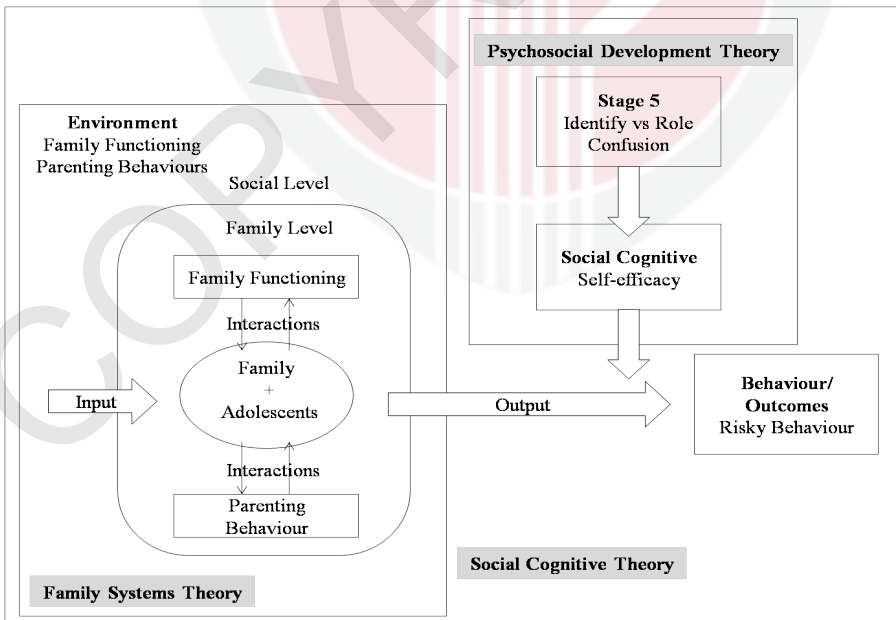 Psychosocial Development Theory
Stage 5
Identify vs Role
Confusion
Social Cognitive
Self-efficacy
Environment
Family Functioning
Parenting Behaviours
Social Level
Family Level
Family Functioning
Interactions
Family
+
Adolescents
Interactions
Parenting
Behaviour
Input
Output
Behaviour/
Outcomes
Risky Behaviour
Social Cognitive Theory
Family Systems Theory
COPYR